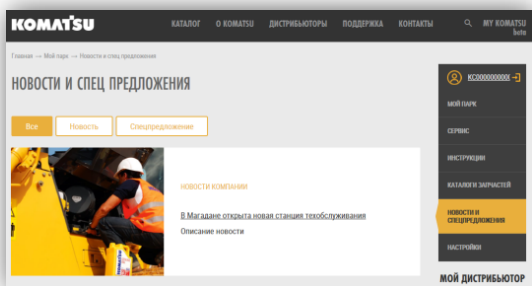 KOMATSU
КАТАЛОГ О KOMATSU ДИСТРИБЬЮТОРЫ ПОДДЕРЖКА КОНТАКТЫ MY KOMATSU
beta
Главная → Мой парк → Новости и спец предложения
НОВОСТИ И СПЕЦ ПРЕДЛОЖЕНИЯ
Все Новость Спецпредложение
НОВОСТИ КОМПАНИИ
В Магадане открыта новая станция техобслуживания
Описание новости
КС0000000000
МОЙ ПАРК
СЕРВИС
ИНСТРУКЦИИ
КАТАЛОГИ ЗАПЧАСТЕЙ
НОВОСТИ И
СПЕЦПРЕДЛОЖЕНИЯ
НАСТРОЙКИ
МОЙ ДИСТРИБЬЮТОР